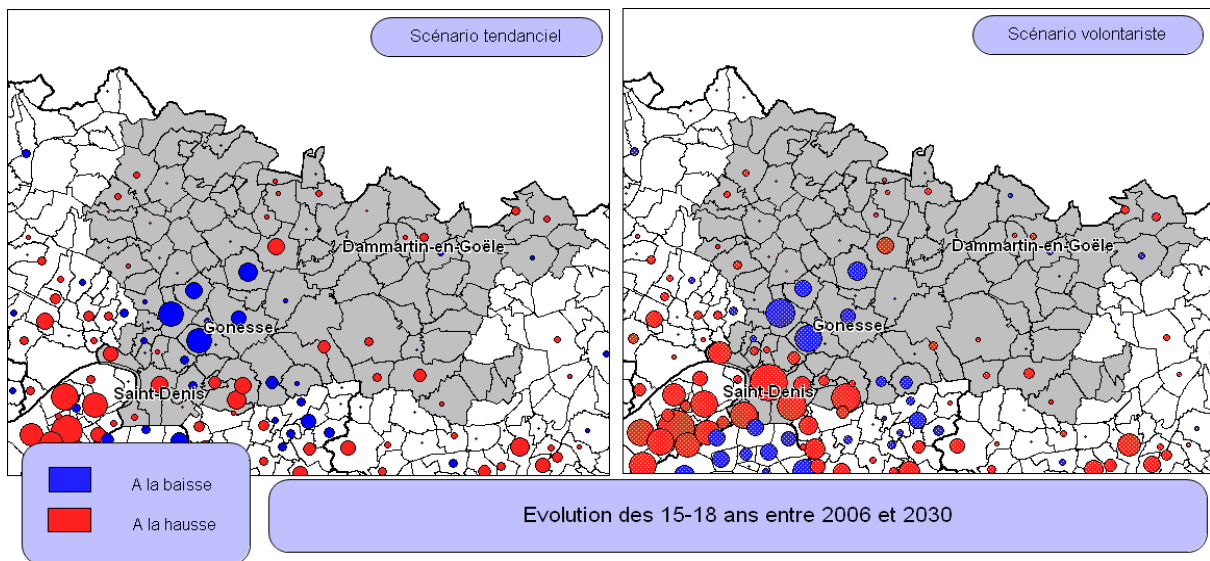 Scénario tendanciel
Scénario volontariste
Dammartin-en-Goële
Gonesse
Saint-Denis
Dammartin-en-Goële
Gonesse
Saint-Denis
A la baisse
A la hausse
Evolution des 15-18 ans entre 2006 et 2030